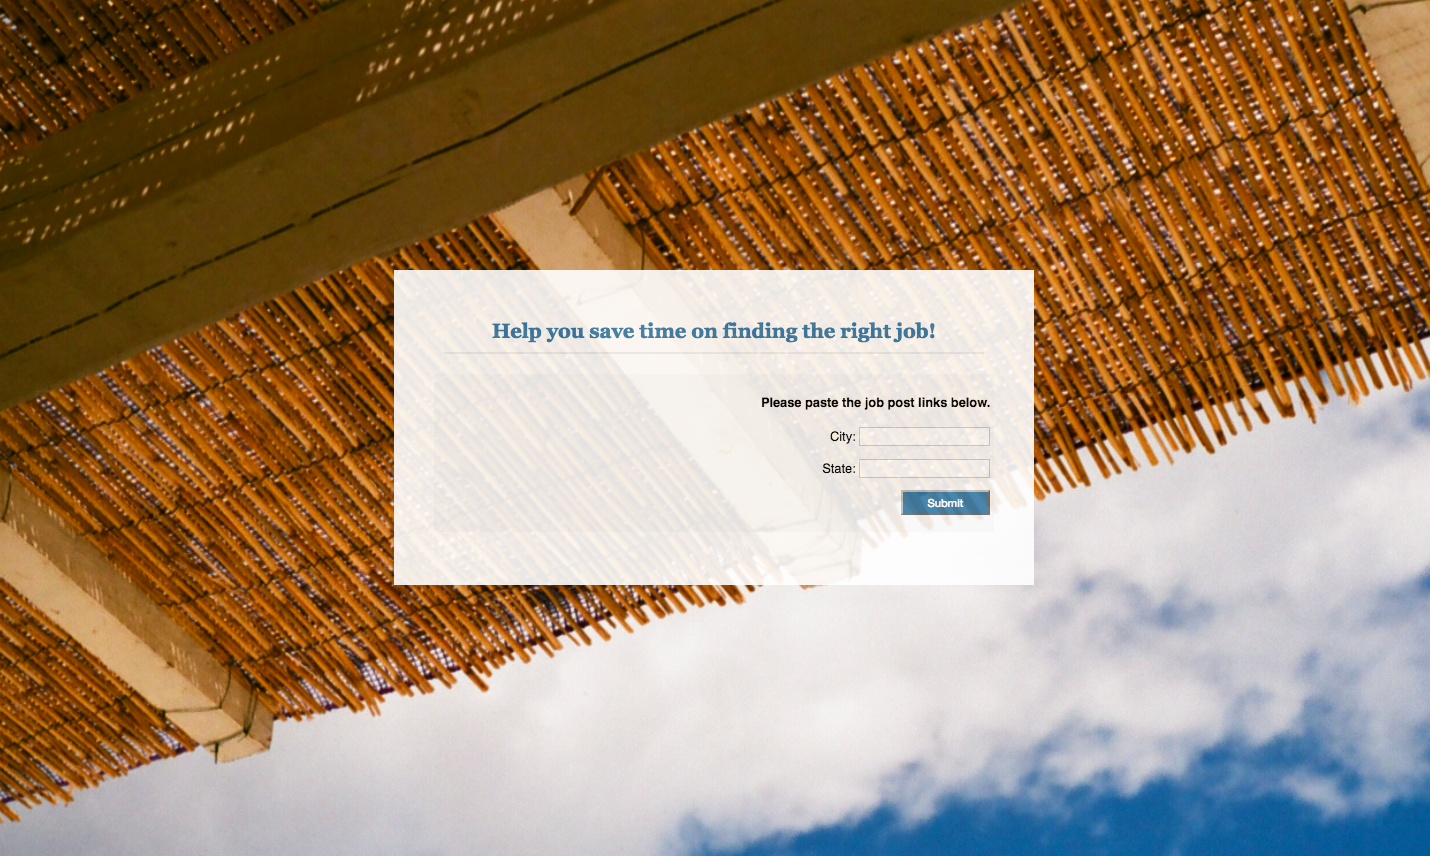 Help you save time on finding the right job!
Please paste the job post links below.
City:
State:
Submit